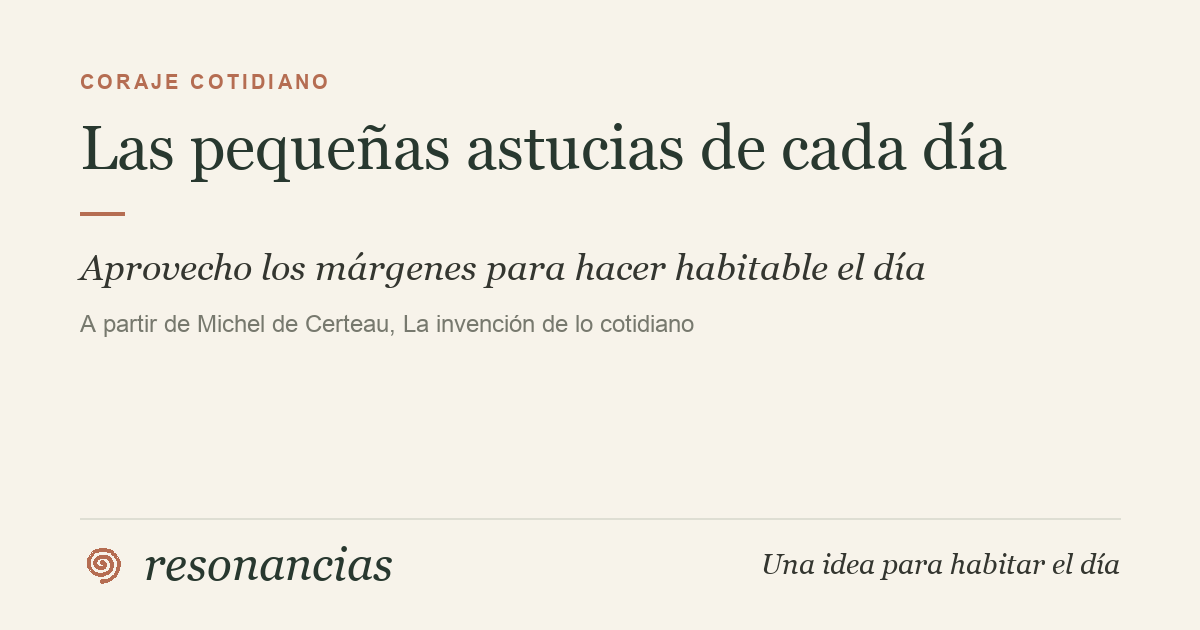 CORAJE COTIDIANO
Las pequeñas astucias de cada día
Aprovecho los márgenes para hacer habitable el día
A partir de Michel de Certeau, La invención de lo cotidiano
resonancias
Una idea para habitar el día